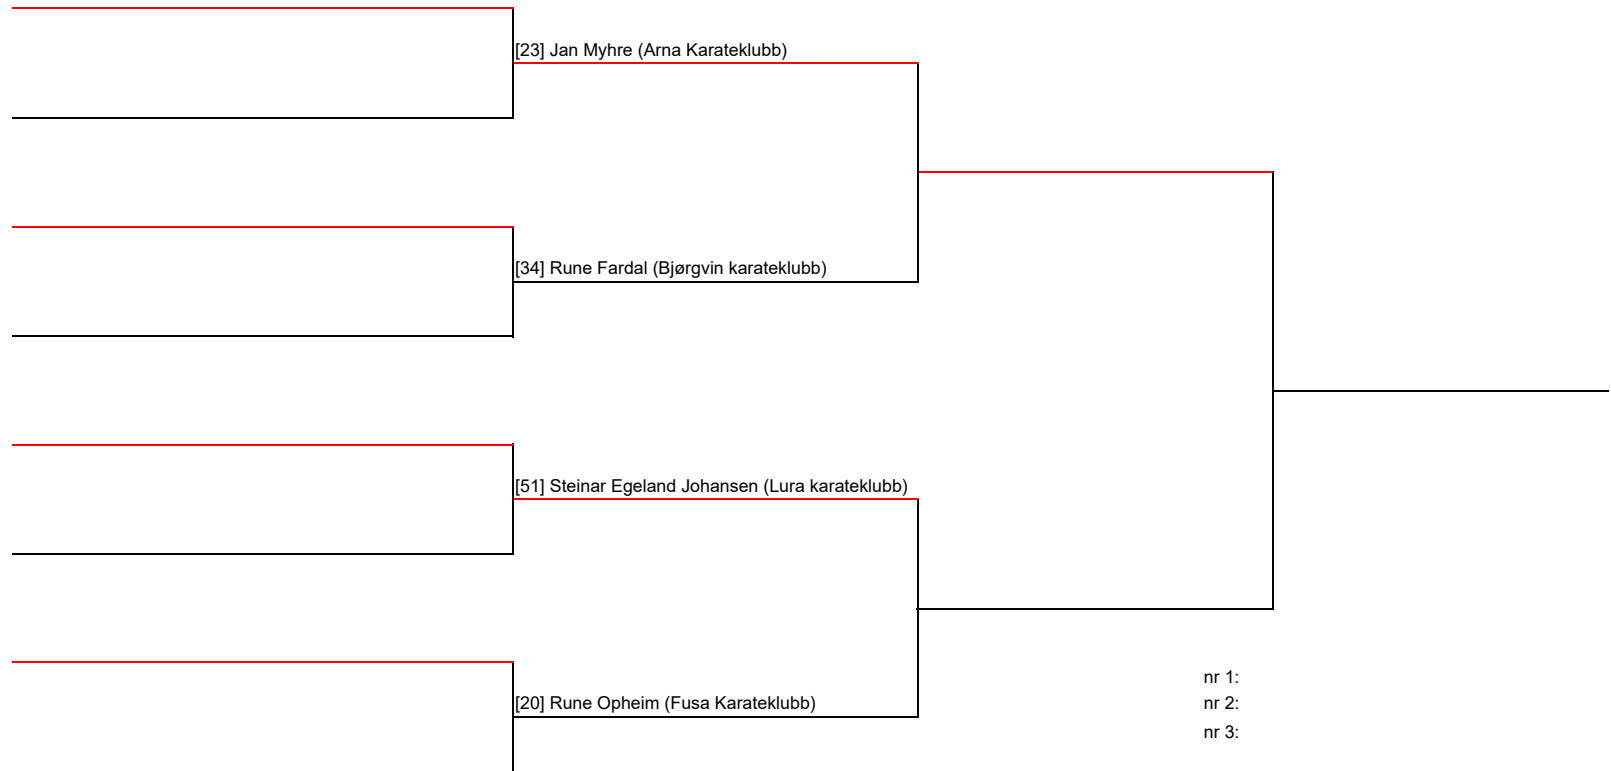 [23] Jan Myhre (Arna Karateklubb)
[34] Rune Fardal (Bjørgvin karateklubb)
[51] Steinar Egeland Johansen (Lura karateklubb)
[20] Rune Opheim (Fusa Karateklubb)
nr 1:
nr 2:
nr 3: